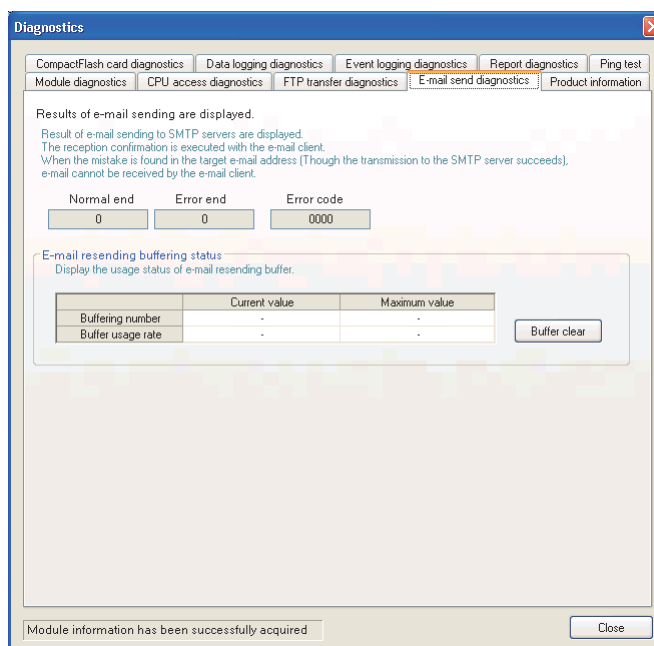 Diagnostics
CompactFlash card diagnostics Data logging diagnostics Event logging diagnostics Report diagnostics Ping test
Module diagnostics CPU access diagnostics FTP transfer diagnostics E-mail send diagnostics Product information
Results of e-mail sending are displayed.
Result of e-mail sending to SMTP servers are displayed.
The reception confirmation is executed with the e-mail client.
When the mistake is found in the target e-mail address (Though the transmission to the SMTP server succeeds),
e-mail cannot be received by the e-mail client.
Normal end Error end Error code
0 0 0000
E-mail resending buffering status
Display the usage status of e-mail resending buffer.
Current value Maximum value
Buffering number - -
Buffer usage rate - -
Buffer clear
Module information has been successfully acquired
Close